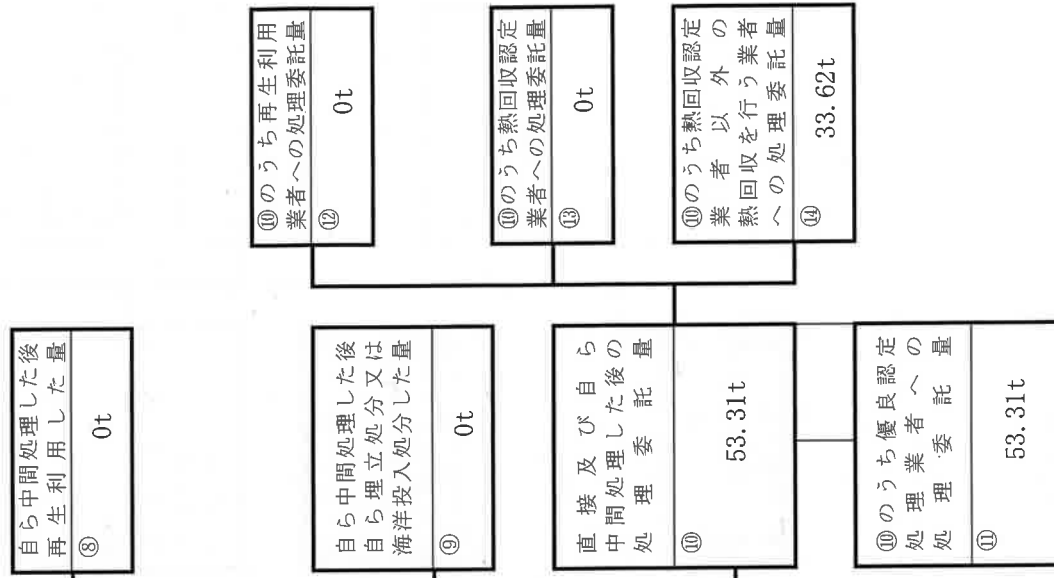 自ら中間処理した後
再生利用した量
⑧
0t
自ら中間処理した後
自ら埋立処分又は
海洋投入処分した量
⑨
0t
直接及び自ら
中間処理した後の
処理委託量
⑩
53.31t
⑩のうち優良認定
処理業者への
処理委託量
⑪
53.31t
⑩のうち再生利用
業者への処理委託量
⑫
0t
⑩のうち熱回収認定
業者への処理委託量
⑬
0t
⑩のうち熱回収認定
業者以外の
熱回収を行う業者
への処理委託量
⑭
33.62t